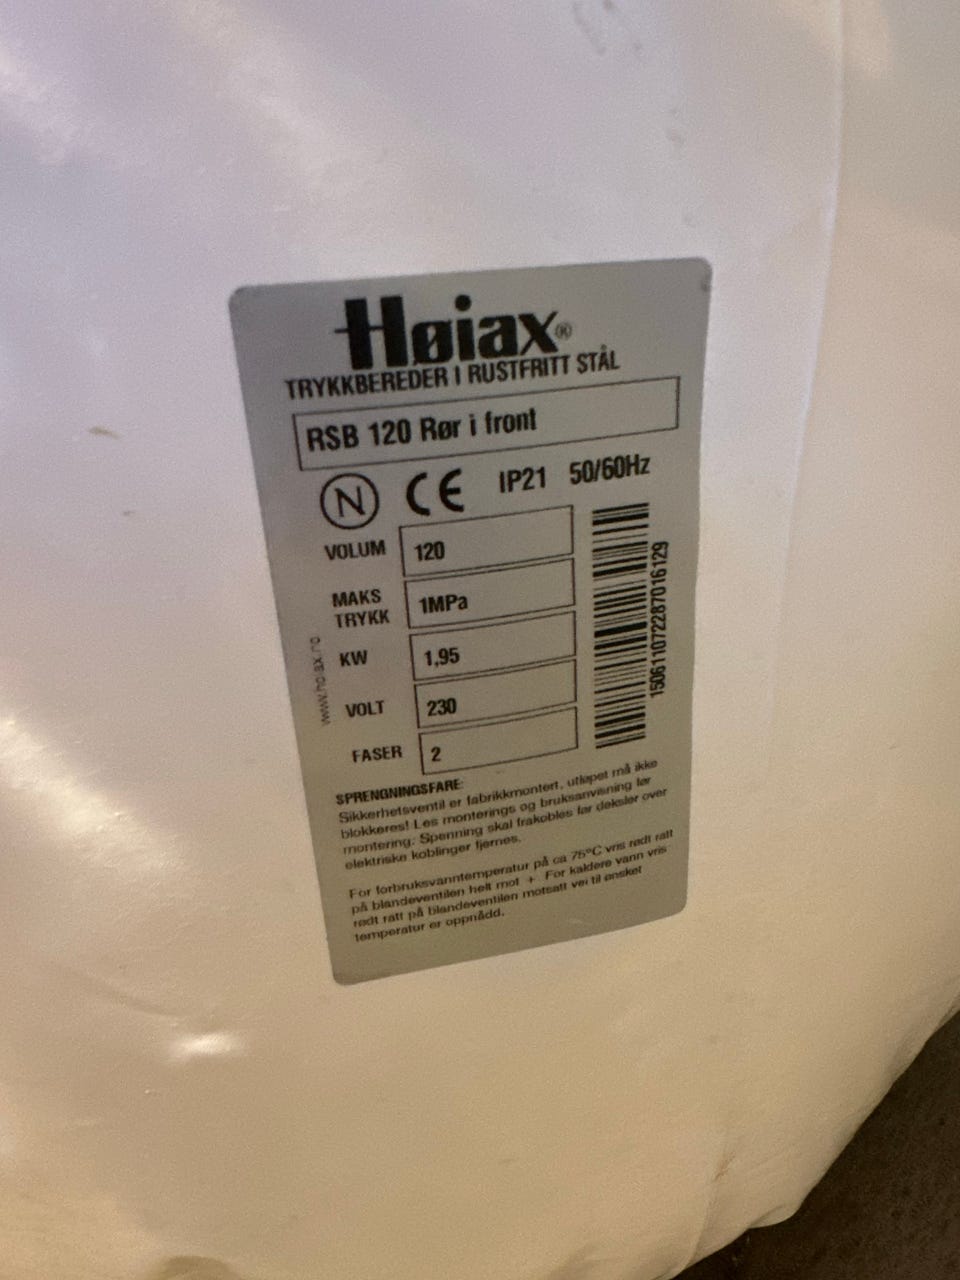 Høiax®
TRYKKBEREDER I RUSTFRITT STÅL
RSB 120 Rør i front
N CE IP21 50/60Hz
VOLUM 120
MAKS TRYKK 1MPa
KW 1,95
VOLT 230
FASER 2
www.hoiax.no
150611072287016129
SPRENGNINGSFARE:
Sikkerhetsventil er fabrikkmontert, utløpet må ikke
blokkeres! Les monterings og bruksanvisning før
montering: Spenning skal frakobles før deksler over
elektriske koblinger fjernes.
For forbruksvanntemperatur på ca 75°C vris rødt ratt
på blandeventilen helt mot + For kaldere vann vris
rødt ratt på blandeventilen motsatt vei til ønsket
temperatur er oppnådd.